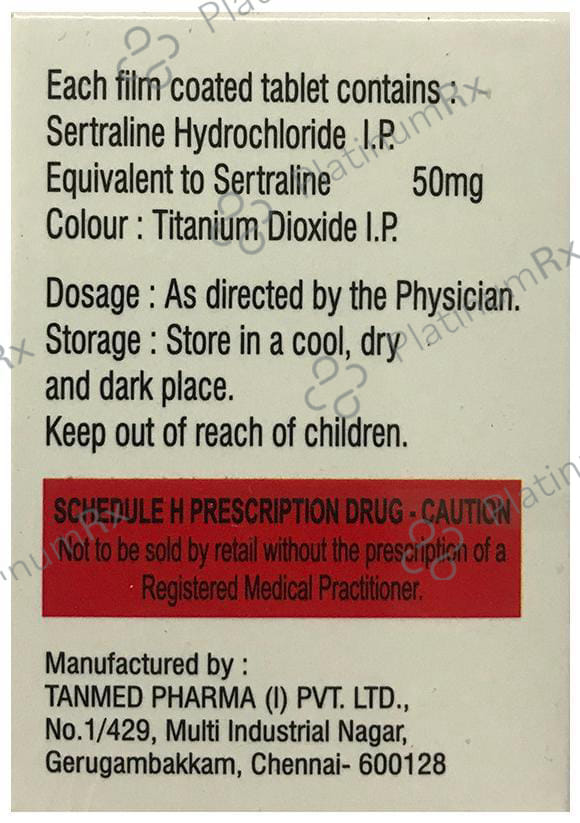 Each film coated tablet contains :
Sertraline Hydrochloride I.P.
Equivalent to Sertraline 50mg
Colour : Titanium Dioxide I.P.
Dosage : As directed by the Physician.
Storage : Store in a cool, dry
and dark place.
Keep out of reach of children.
SCHEDULE H PRESCRIPTION DRUG - CAUTION
Not to be sold by retail without the prescription of a
Registered Medical Practitioner.
Manufactured by :
TANMED PHARMA (I) PVT. LTD.,
No.1/429, Multi Industrial Nagar,
Gerugambakkam, Chennai- 600128
PlatinumRx
PlatinumRx